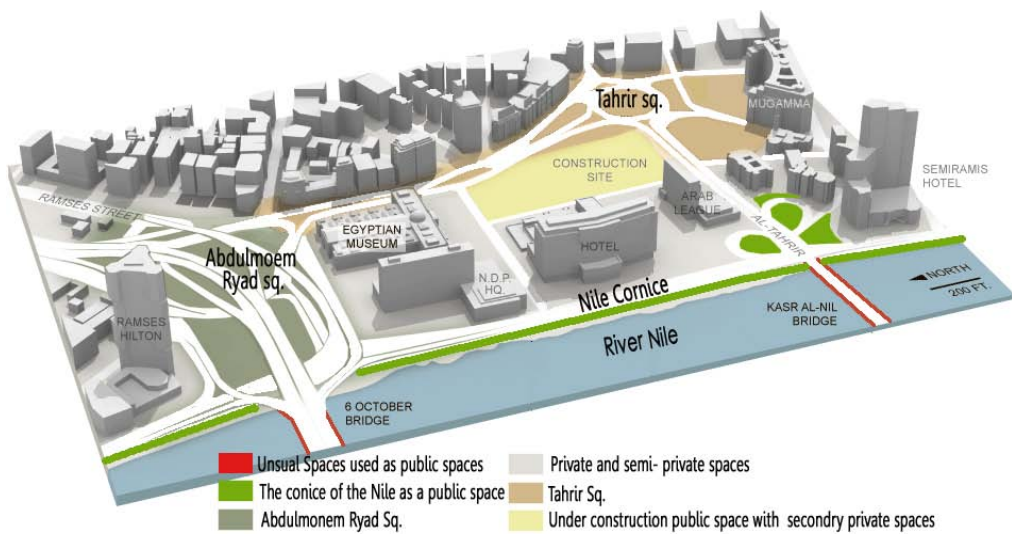 Tahrir sq.
MUGAMMA
CONSTRUCTION
SITE
SEMIRAMIS
HOTEL
RAMSES STREET
EGYPTIAN
MUSEUM
ARAB
LEAGUE
Abdulmoem
Ryad sq.
HOTEL
AL-TAHRIR
N.D.P.
HQ.
Nile Cornice
NORTH
200 FT.
KASR AL-NIL
BRIDGE
RAMSES
HILTON
River Nile
6 OCTOBER
BRIDGE
Unsual Spaces used as public spaces
The conice of the Nile as a public space
Abdulmonem Ryad Sq.
Private and semi- private spaces
Tahrir Sq.
Under construction public space with secondry private spaces